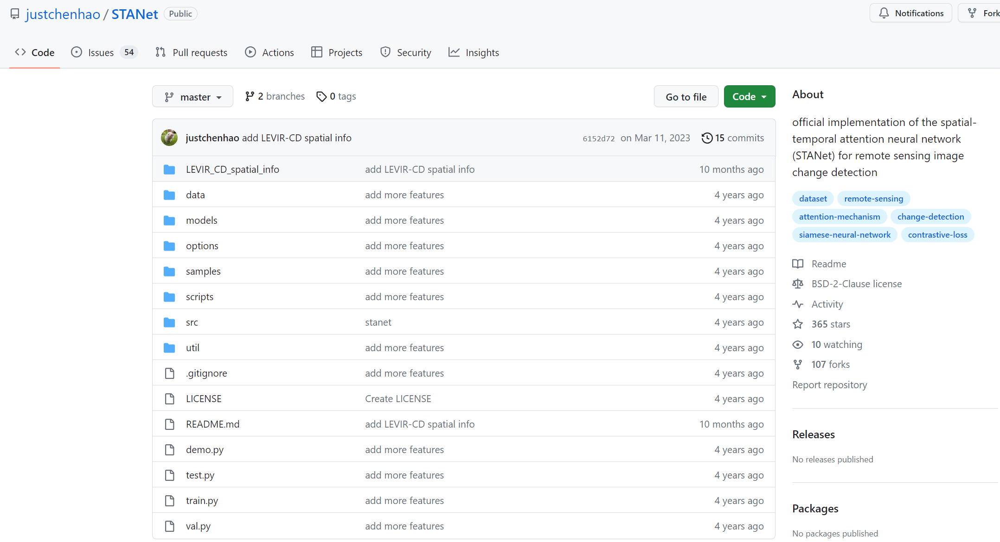 justchenhao / STANet Public
Notifications
Fork
Code
Issues 54
Pull requests
Actions
Projects
Security
Insights
master
2 branches
0 tags
Go to file
Code
justchenhao add LEVIR-CD spatial info 6152d72 on Mar 11, 2023 15 commits
LEVIR_CD_spatial_info add LEVIR-CD spatial info 10 months ago
data add more features 4 years ago
models add more features 4 years ago
options add more features 4 years ago
samples add more features 4 years ago
scripts add more features 4 years ago
src stanet 4 years ago
util add more features 4 years ago
.gitignore add more features 4 years ago
LICENSE Create LICENSE 4 years ago
README.md add LEVIR-CD spatial info 10 months ago
demo.py add more features 4 years ago
test.py add more features 4 years ago
train.py add more features 4 years ago
val.py add more features 4 years ago
About
official implementation of the spatial-
temporal attention neural network
(STANet) for remote sensing image
change detection
dataset remote-sensing
attention-mechanism change-detection
siamese-neural-network contrastive-loss
Readme
BSD-2-Clause license
Activity
365 stars
10 watching
107 forks
Report repository
Releases
No releases published
Packages
No packages published